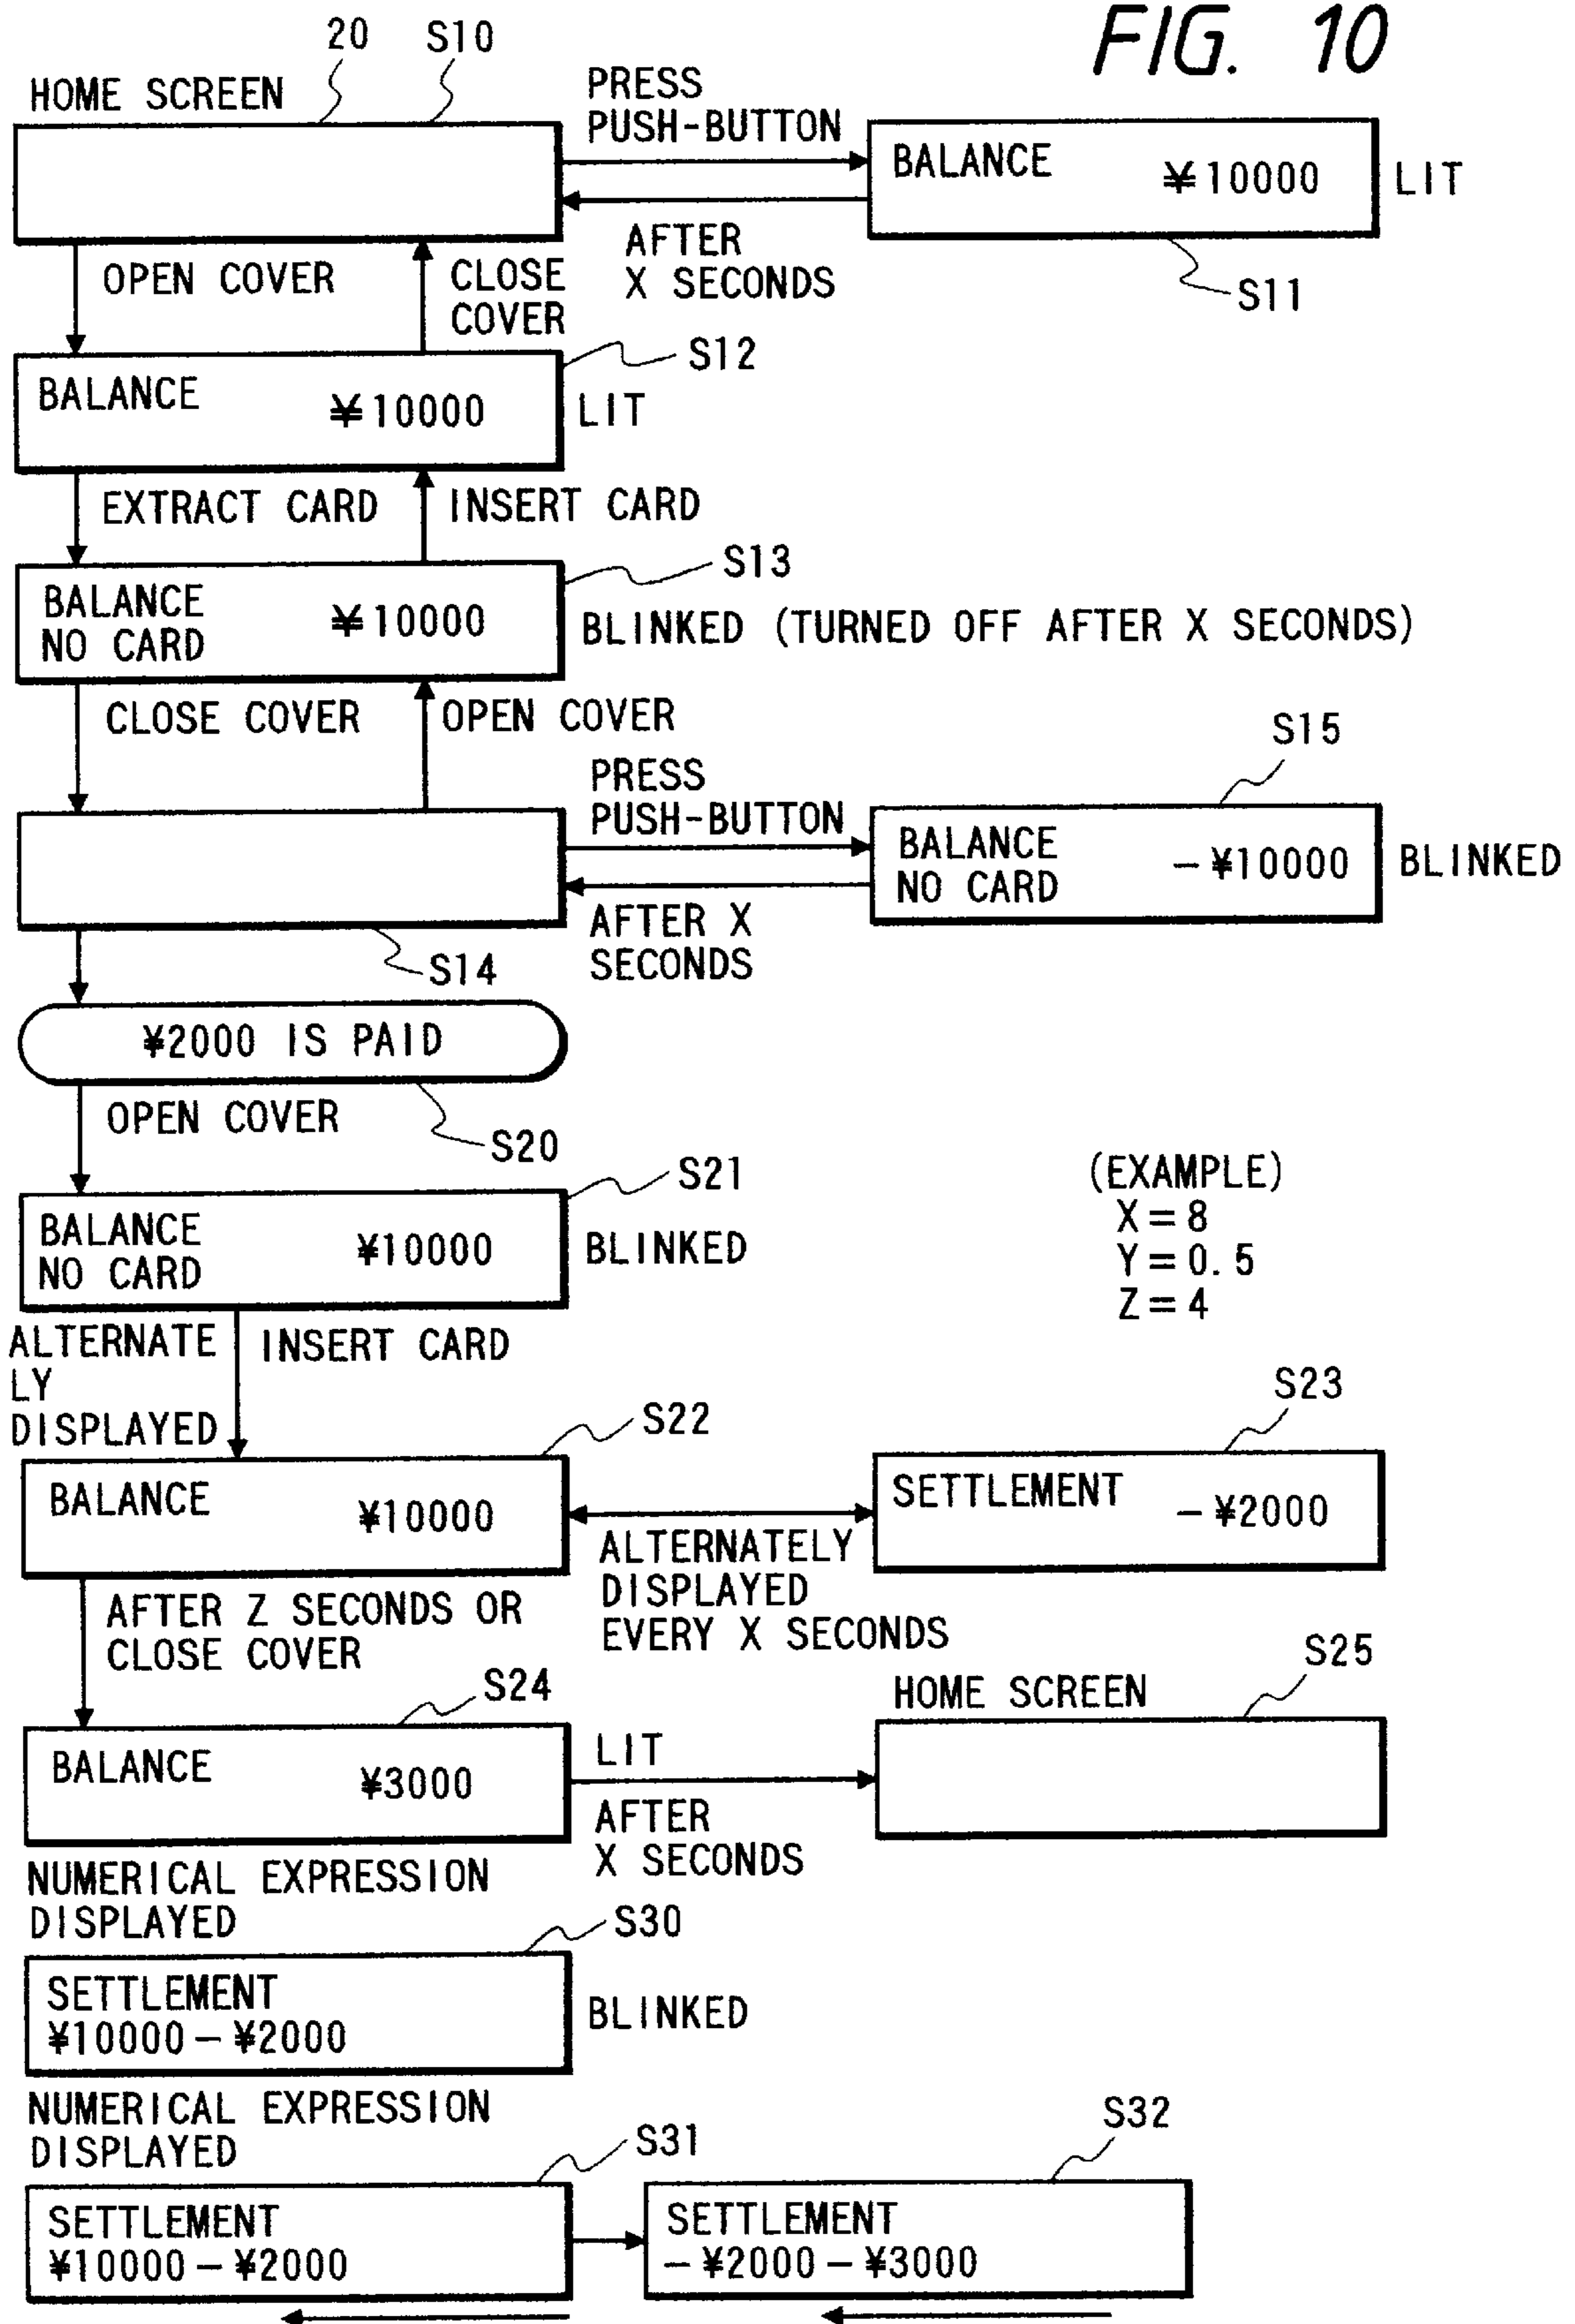 FIG. 10
20
S10
HOME SCREEN
PRESS
PUSH-BUTTON
BALANCE
¥10000
LIT
AFTER
X SECONDS
S11
OPEN COVER
CLOSE
COVER
S12
BALANCE
¥10000
LIT
EXTRACT CARD
INSERT CARD
S13
BALANCE
NO CARD
¥10000
BLINKED (TURNED OFF AFTER X SECONDS)
CLOSE COVER
OPEN COVER
S15
PRESS
PUSH-BUTTON
BALANCE
NO CARD
-¥10000
BLINKED
AFTER X
SECONDS
S14
¥2000 IS PAID
OPEN COVER
S20
S21
BALANCE
NO CARD
¥10000
BLINKED
(EXAMPLE)
X=8
Y=0.5
Z=4
ALTERNATE
LY
DISPLAYED
INSERT CARD
S22
S23
BALANCE
¥10000
SETTLEMENT
-¥2000
ALTERNATELY
DISPLAYED
EVERY X SECONDS
AFTER Z SECONDS OR
CLOSE COVER
S24
S25
HOME SCREEN
BALANCE
¥3000
LIT
AFTER
X SECONDS
NUMERICAL EXPRESSION
DISPLAYED
S30
SETTLEMENT
¥10000-¥2000
BLINKED
NUMERICAL EXPRESSION
DISPLAYED
S31
S32
SETTLEMENT
¥10000-¥2000
SETTLEMENT
-¥2000-¥3000